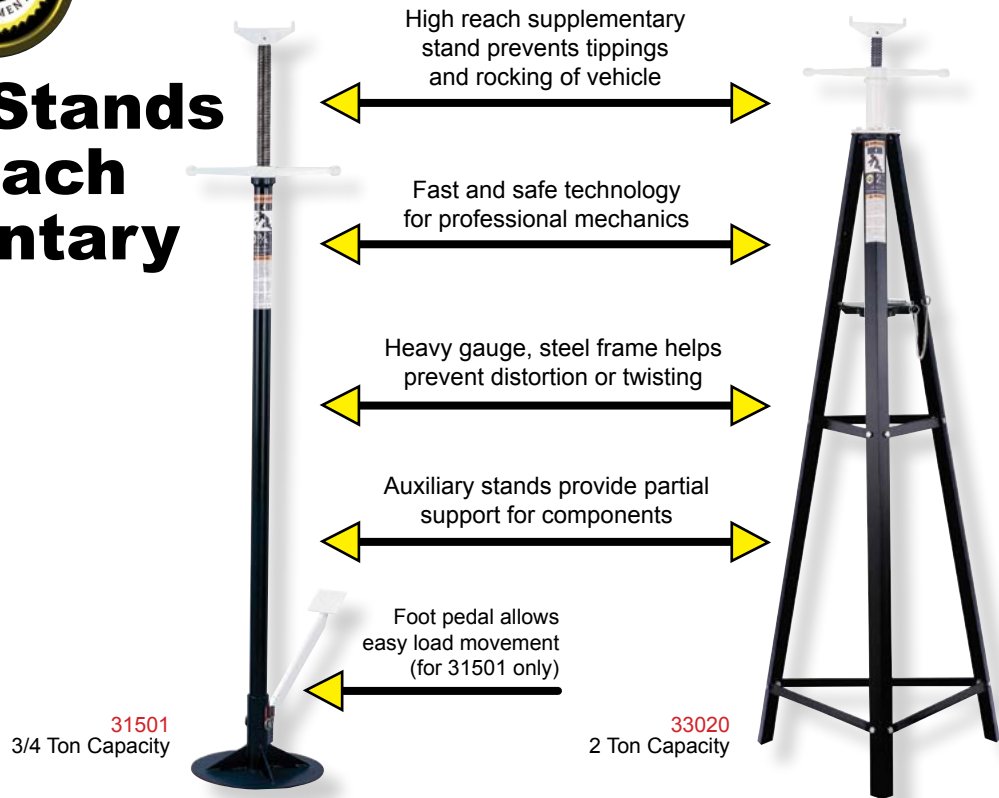 MEN
Stands
ach
ntary
High reach supplementary
stand prevents tippings
and rocking of vehicle
Fast and safe technology
for professional mechanics
Heavy gauge, steel frame helps
prevent distortion or twisting
Auxiliary stands provide partial
support for components
Foot pedal allows
easy load movement
(for 31501 only)
31501
3/4 Ton Capacity
33020
2 Ton Capacity